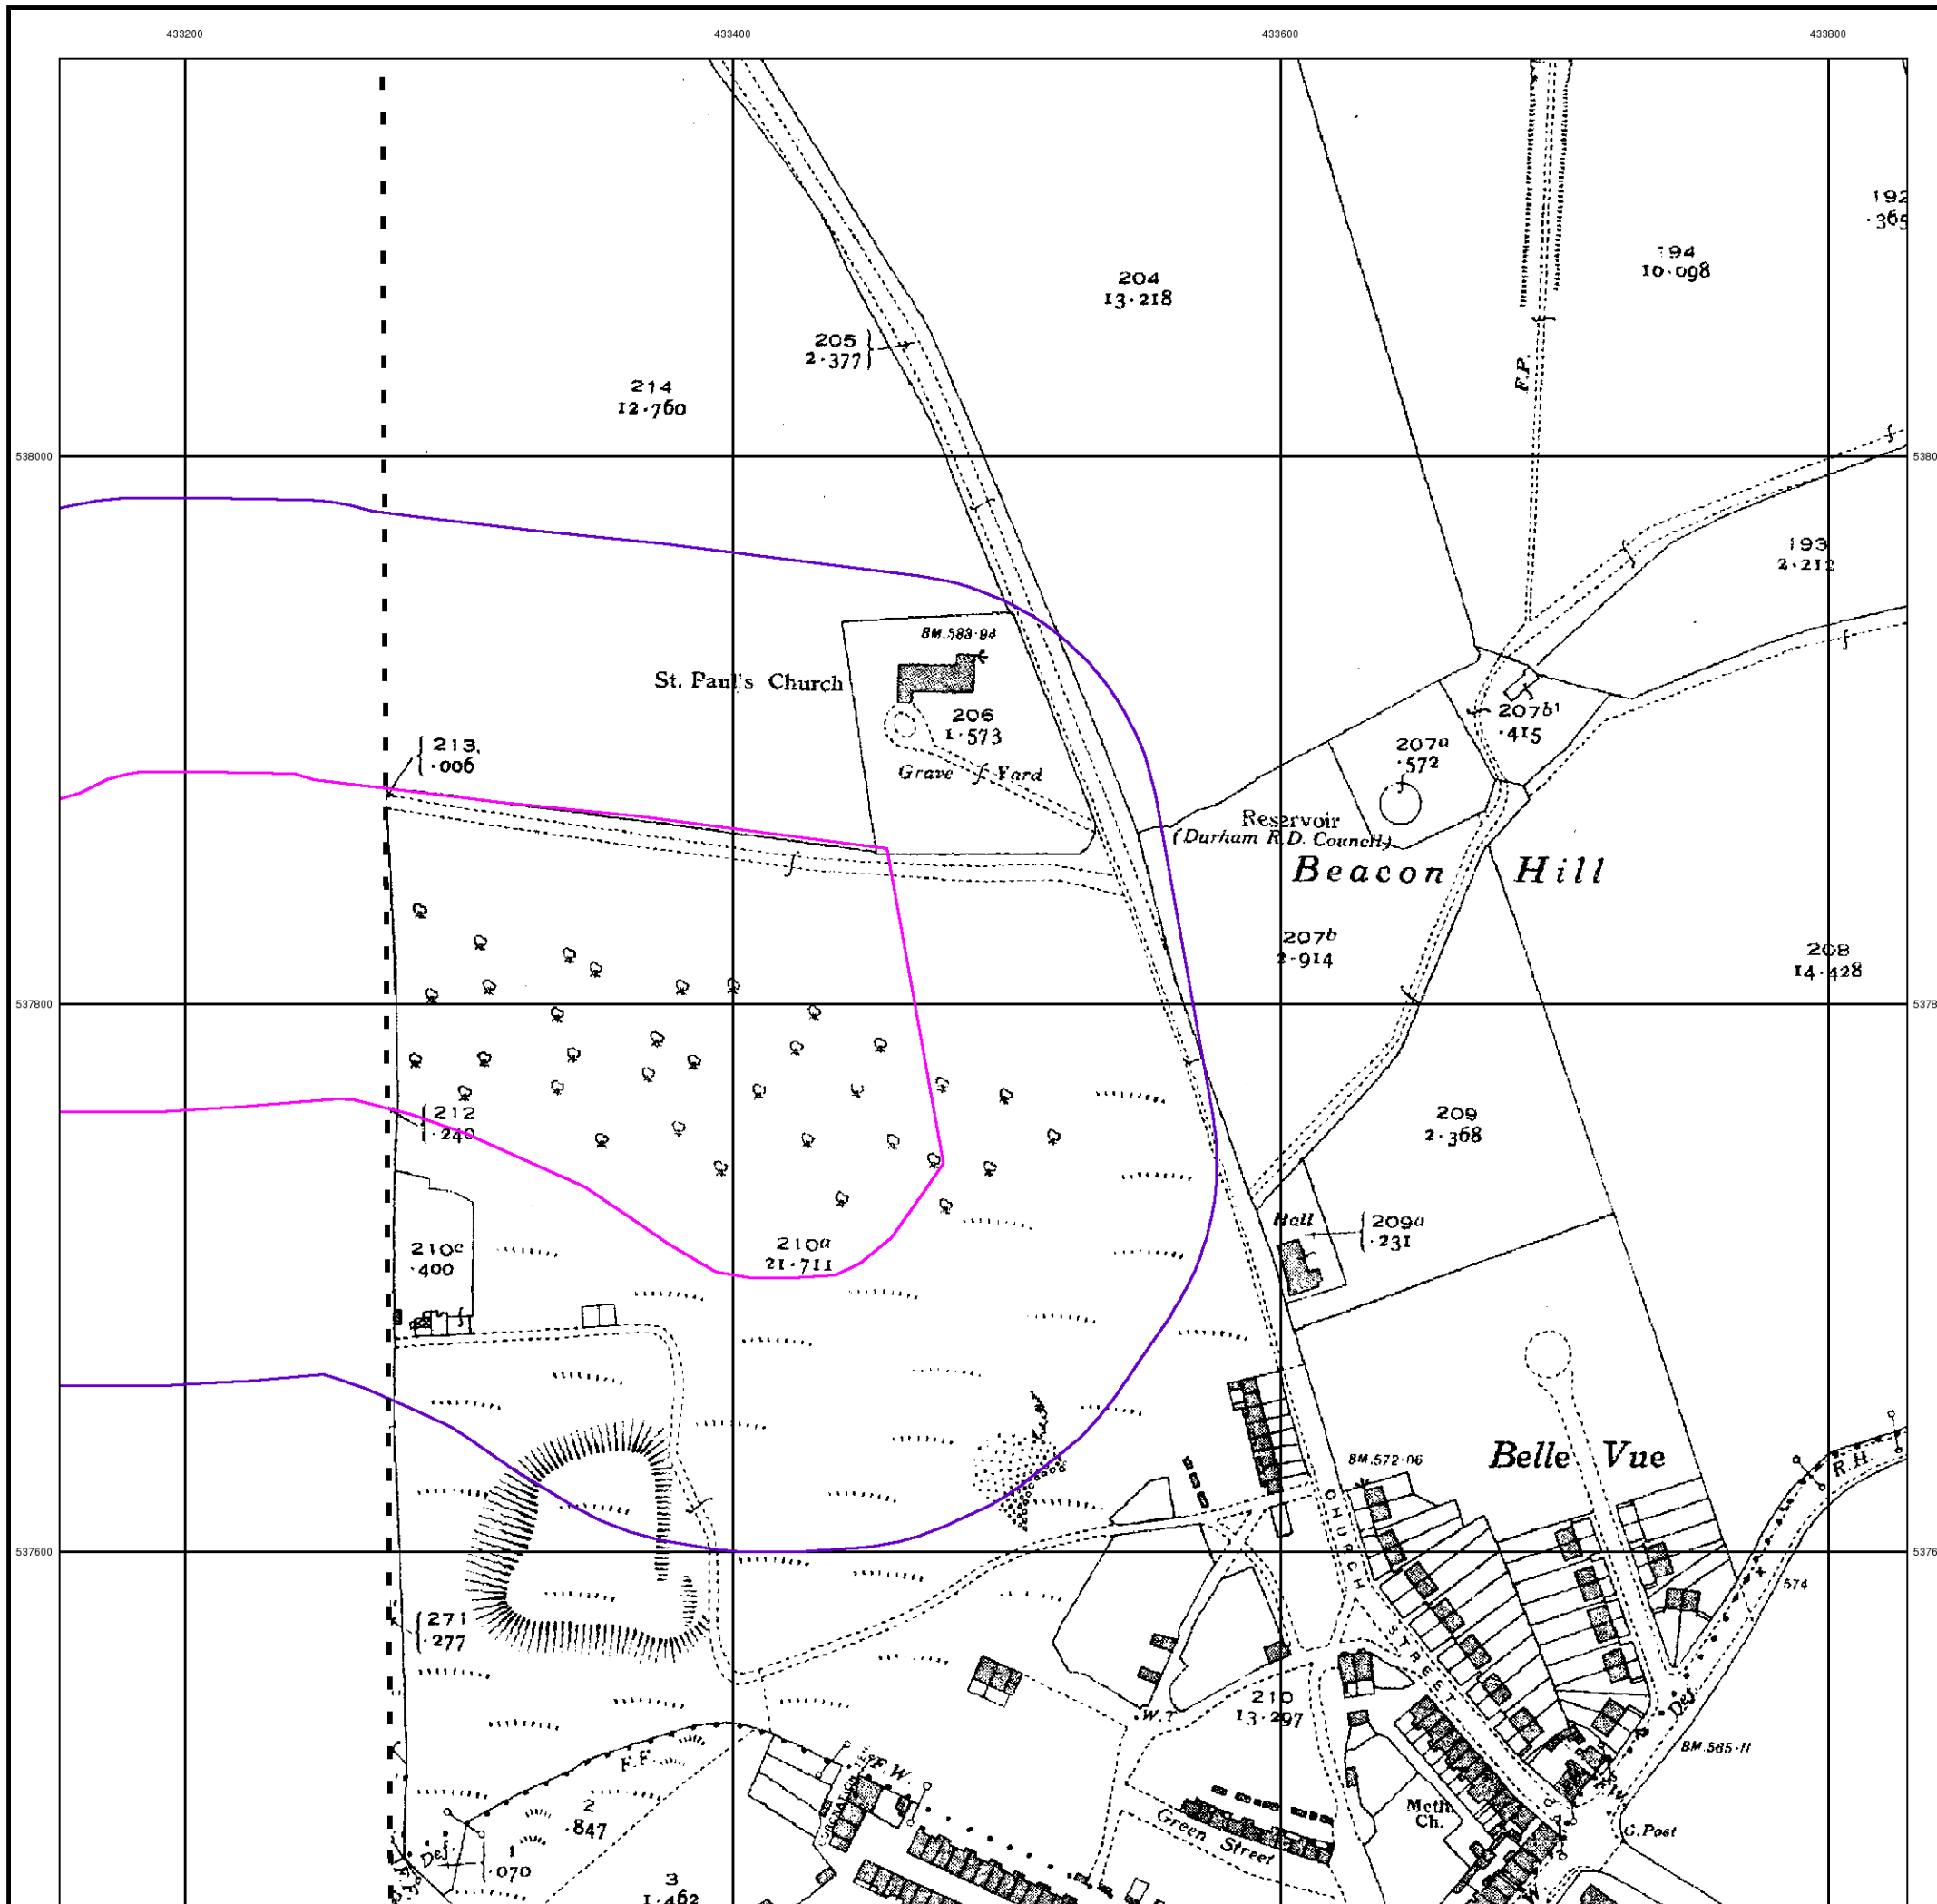 433200
433400
433600
433800
192
.365
194
10.098
204
13.218
205
2.377
F.P.
214
12.760
538000
193
2.212
BM.583.94
St. Paul's Church
206
1.573
207b¹
.415
213
.006
207a
.572
Grave Yard
Reservoir
(Durham R.D. Council)
Beacon Hill
207b
2.914
208
14.428
537800
212
.240
209
2.368
Hall
209a
.231
210c
.400
210a
21.711
BM.572.06
Belle Vue
R.H.
CHURCH STREET
537600
574
271
.277
210
13.297
Def.
BM.565.11
F.F.
F.W.
2
.847
Meth.
Ch.
G.Post
Green Street
Def.
1
.070
3
1.462